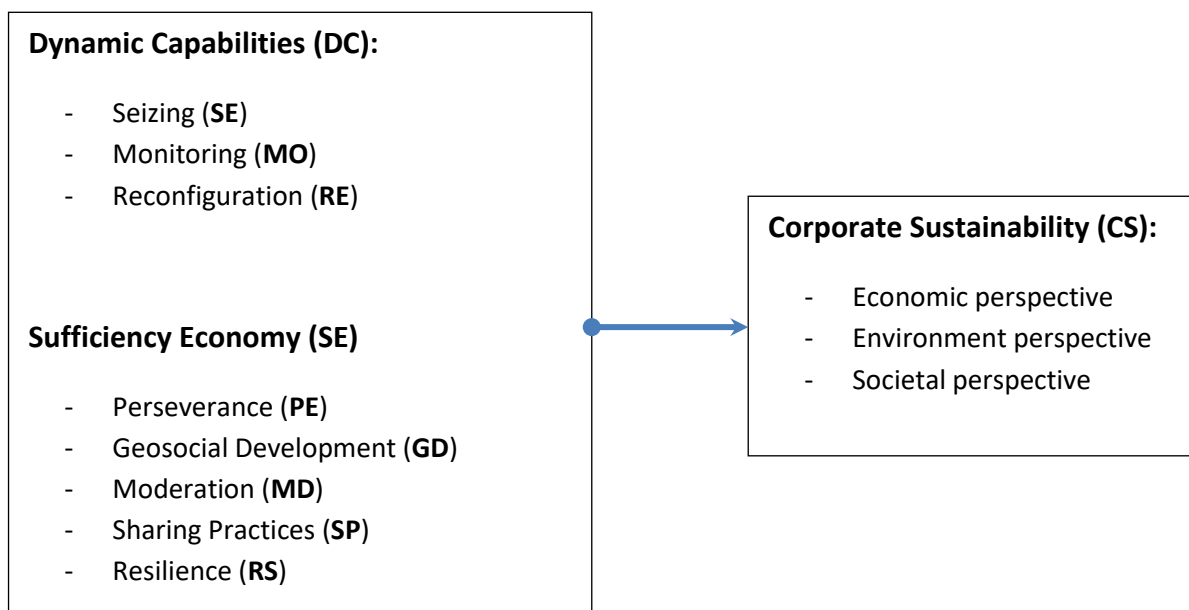 Dynamic Capabilities (DC):
- Seizing (SE)
- Monitoring (MO)
- Reconfiguration (RE)
Sufficiency Economy (SE)
- Perseverance (PE)
- Geosocial Development (GD)
- Moderation (MD)
- Sharing Practices (SP)
- Resilience (RS)
Corporate Sustainability (CS):
- Economic perspective
- Environment perspective
- Societal perspective